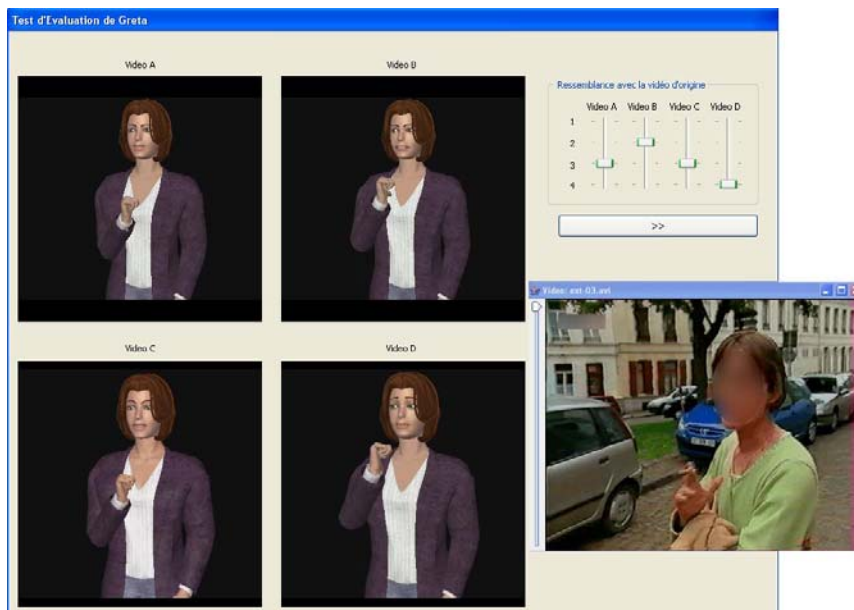 Test d'Evaluation de Greta
Video A
Video B
Ressemblance avec la vidéo d'origine
Video A Video B Video C Video D
1
2
3
4
>>
Video: ext-03.avi
Video C
Video D